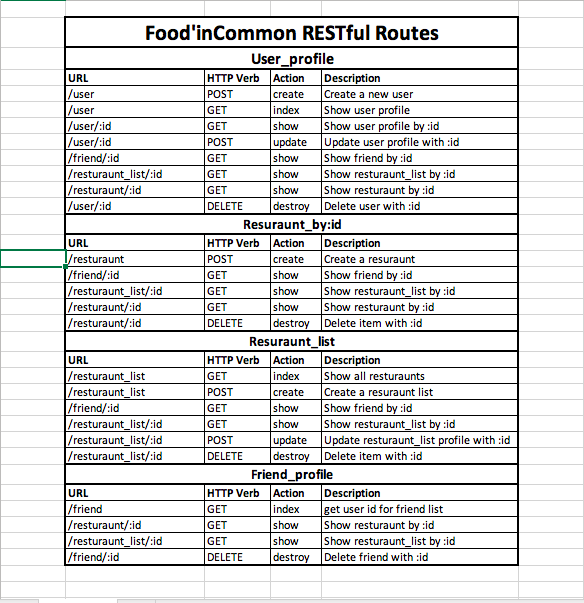 Food'inCommon RESTful Routes
User_profile
URL HTTP Verb Action Description
/user POST create Create a new user
/user GET index Show user profile
/user/:id GET show Show user profile by :id
/user/:id POST update Update user profile with :id
/friend/:id GET show Show friend by :id
/resturaunt_list/:id GET show Show resturaunt_list by :id
/resturaunt/:id GET show Show resturaunt by :id
/user/:id DELETE destroy Delete user with :id
Resuraunt_by:id
URL HTTP Verb Action Description
/resturaunt POST create Create a resuraunt
/friend/:id GET show Show friend by :id
/resturaunt_list/:id GET show Show resturaunt_list by :id
/resturaunt/:id GET show Show resturaunt by :id
/resturaunt/:id DELETE destroy Delete item with :id
Resuraunt_list
URL HTTP Verb Action Description
/resturaunt_list GET index Show all resturaunts
/resturaunt_list POST create Create a resuraunt list
/friend/:id GET show Show friend by :id
/resturaunt_list/:id GET show Show resturaunt_list by :id
/resturaunt_list/:id POST update Update resturaunt_list profile with :id
/resturaunt_list/:id DELETE destroy Delete item with :id
Friend_profile
URL HTTP Verb Action Description
/friend GET index get user id for friend list
/resturaunt/:id GET show Show resturaunt by :id
/resturaunt_list/:id GET show Show resturaunt_list by :id
/friend/:id DELETE destroy Delete friend with :id